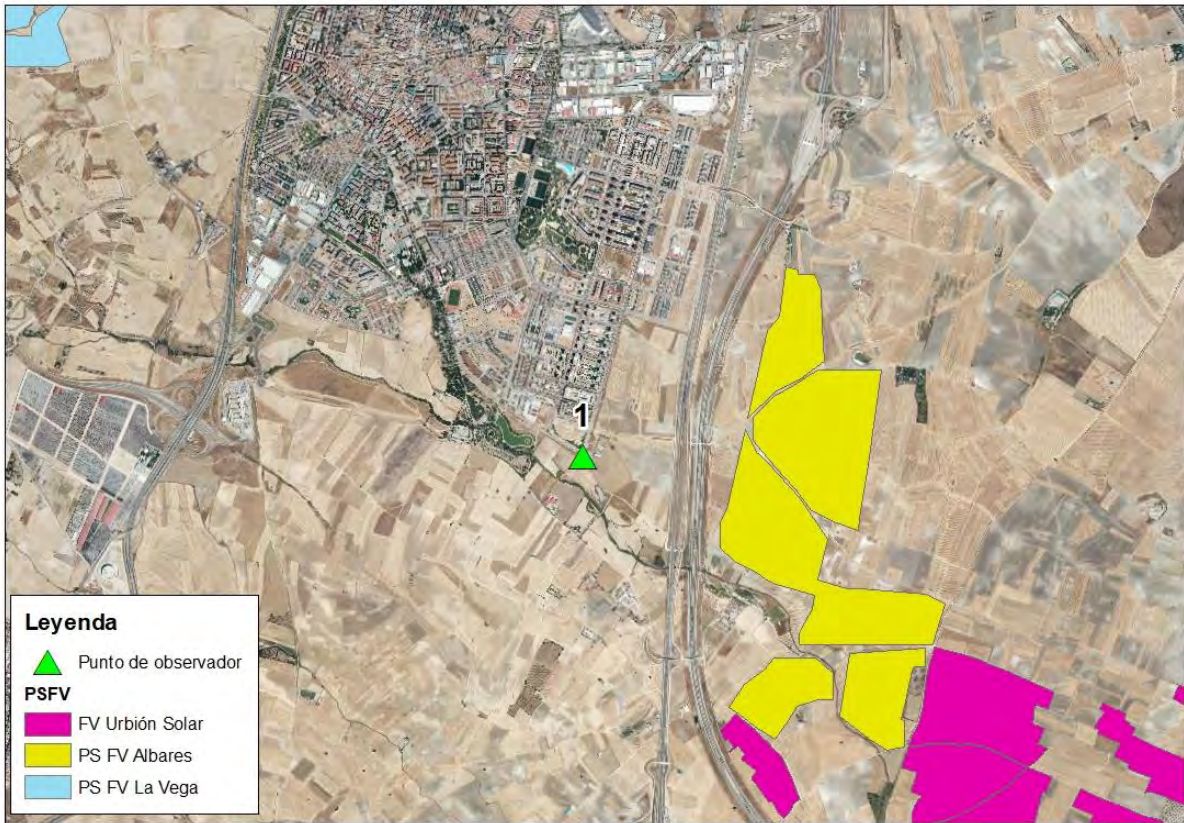 1
Leyenda
Punto de observador
PSFV
FV Urbión Solar
PS FV Albares
PS FV La Vega